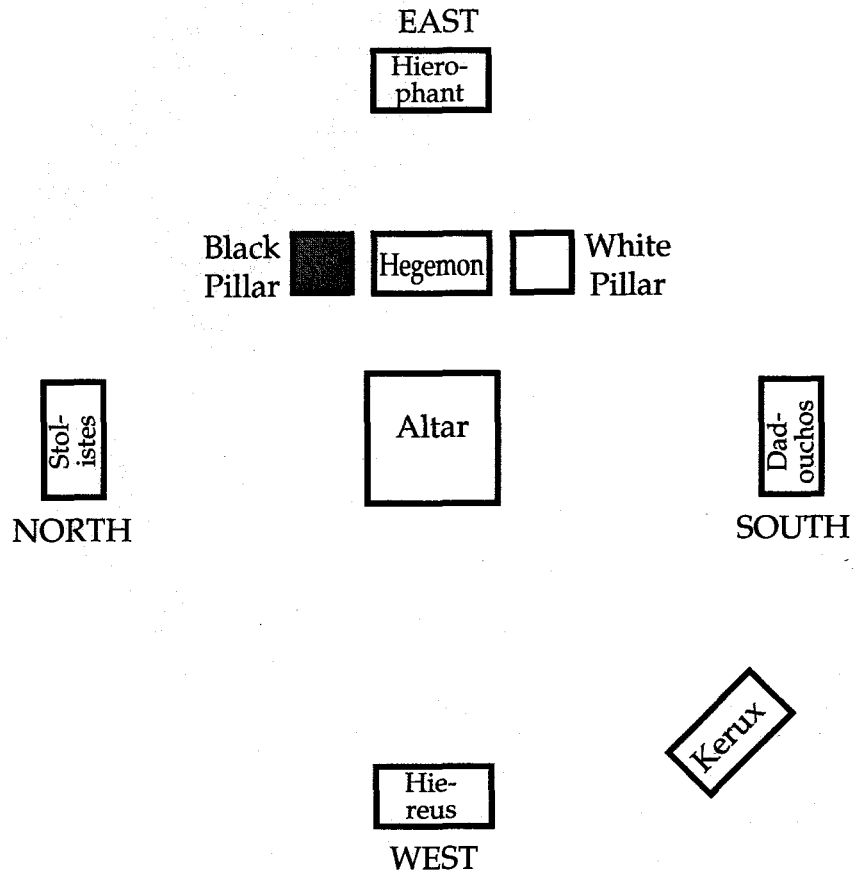 EAST
Hiero-
phant
Black
Pillar
Hegemon
White
Pillar
Stol-
istes
NORTH
Altar
Dad-
ouchos
SOUTH
Kerux
Hie-
reus
WEST